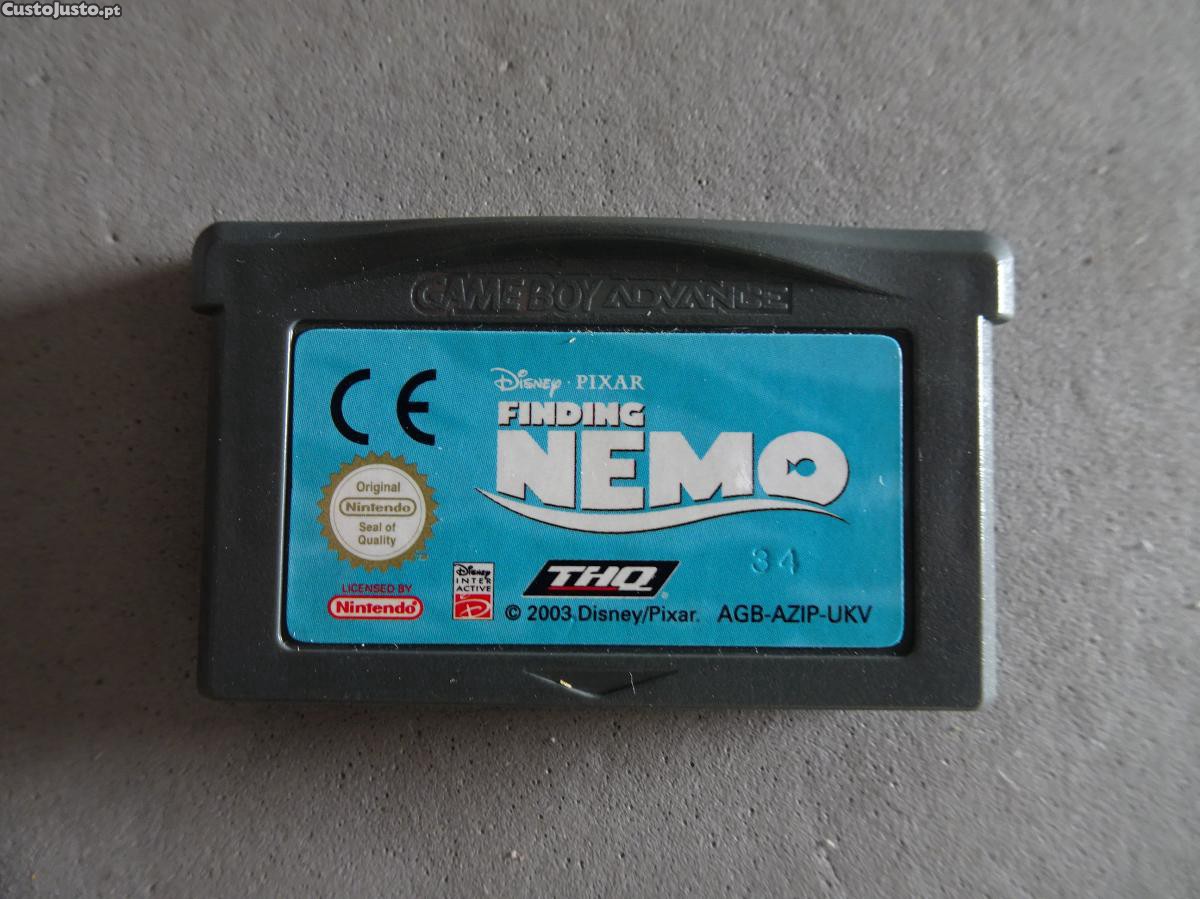 CustoJusto.pt
GAME BOY ADVANCE
CE
Disney · PIXAR
FINDING
NEMO
Original
Nintendo
Seal of
Quality
TM
34
LICENSED BY
Nintendo®
Disney
INTER
ACTIVE
D
THQ®
© 2003 Disney/Pixar. AGB-AZIP-UKV